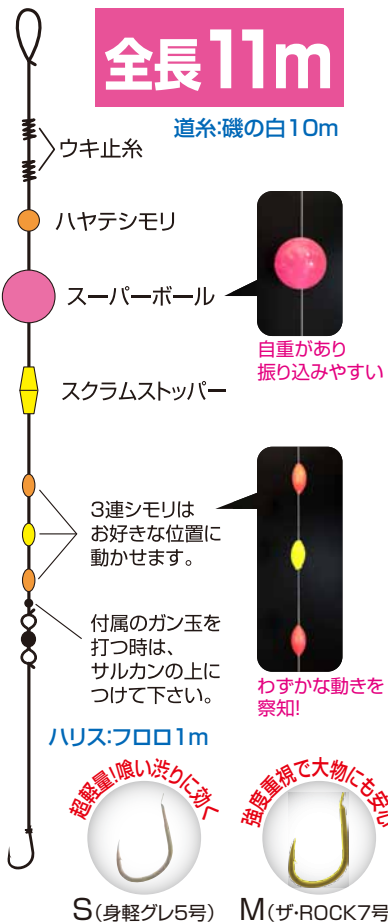 全長11m
道糸:磯の白10m
ウキ止糸
ハヤテシモリ
スーパーボール
自重があり
振り込みやすい
スクラムストッパー
3連シモリは
お好きな位置に
動かせます。
付属のガン玉を
打つ時は、
サルカンの上に
つけて下さい。
わずかな動きを
察知!
ハリス:フロロ1m
超軽量!喰い渋りに効く
強度重視で大物にも安心
S(身軽グレ5号)
M(ザ・ROCK7号